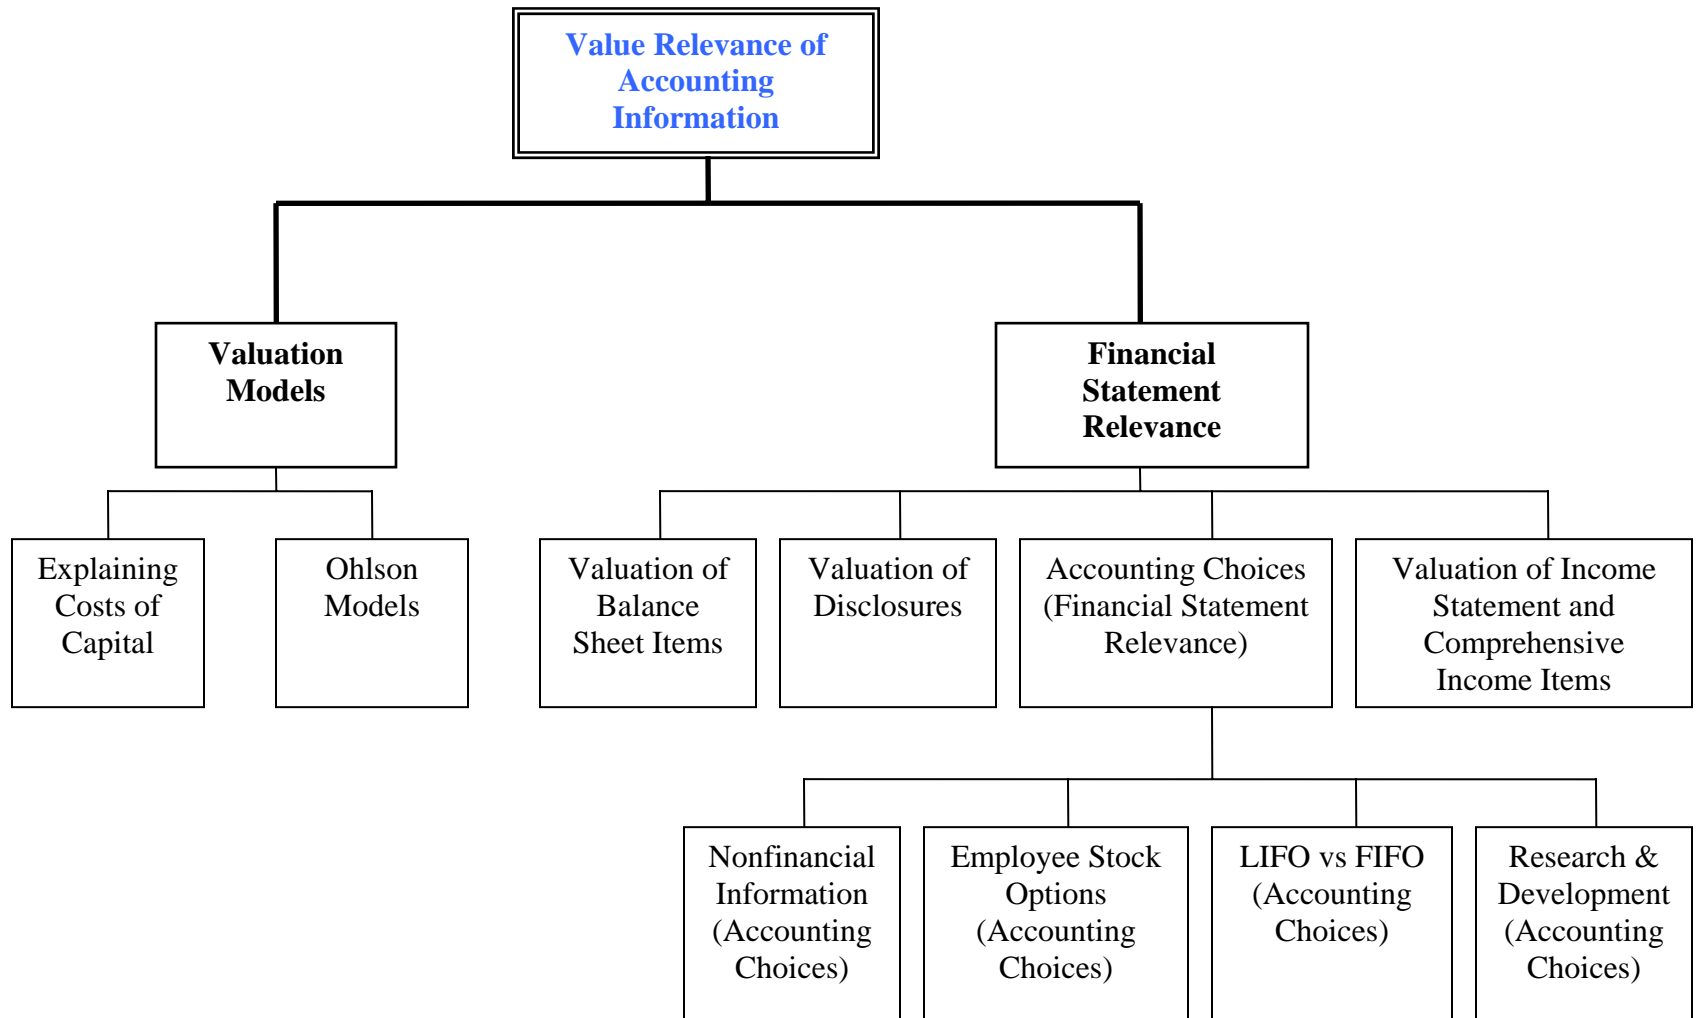 Value Relevance of
Accounting
Information
Valuation
Models
Financial
Statement
Relevance
Explaining
Costs of
Capital
Ohlson
Models
Valuation of
Balance
Sheet Items
Valuation of
Disclosures
Accounting Choices
(Financial Statement
Relevance)
Valuation of Income
Statement and
Comprehensive
Income Items
Nonfinancial
Information
(Accounting
Choices)
Employee Stock
Options
(Accounting
Choices)
LIFO vs FIFO
(Accounting
Choices)
Research &
Development
(Accounting
Choices)